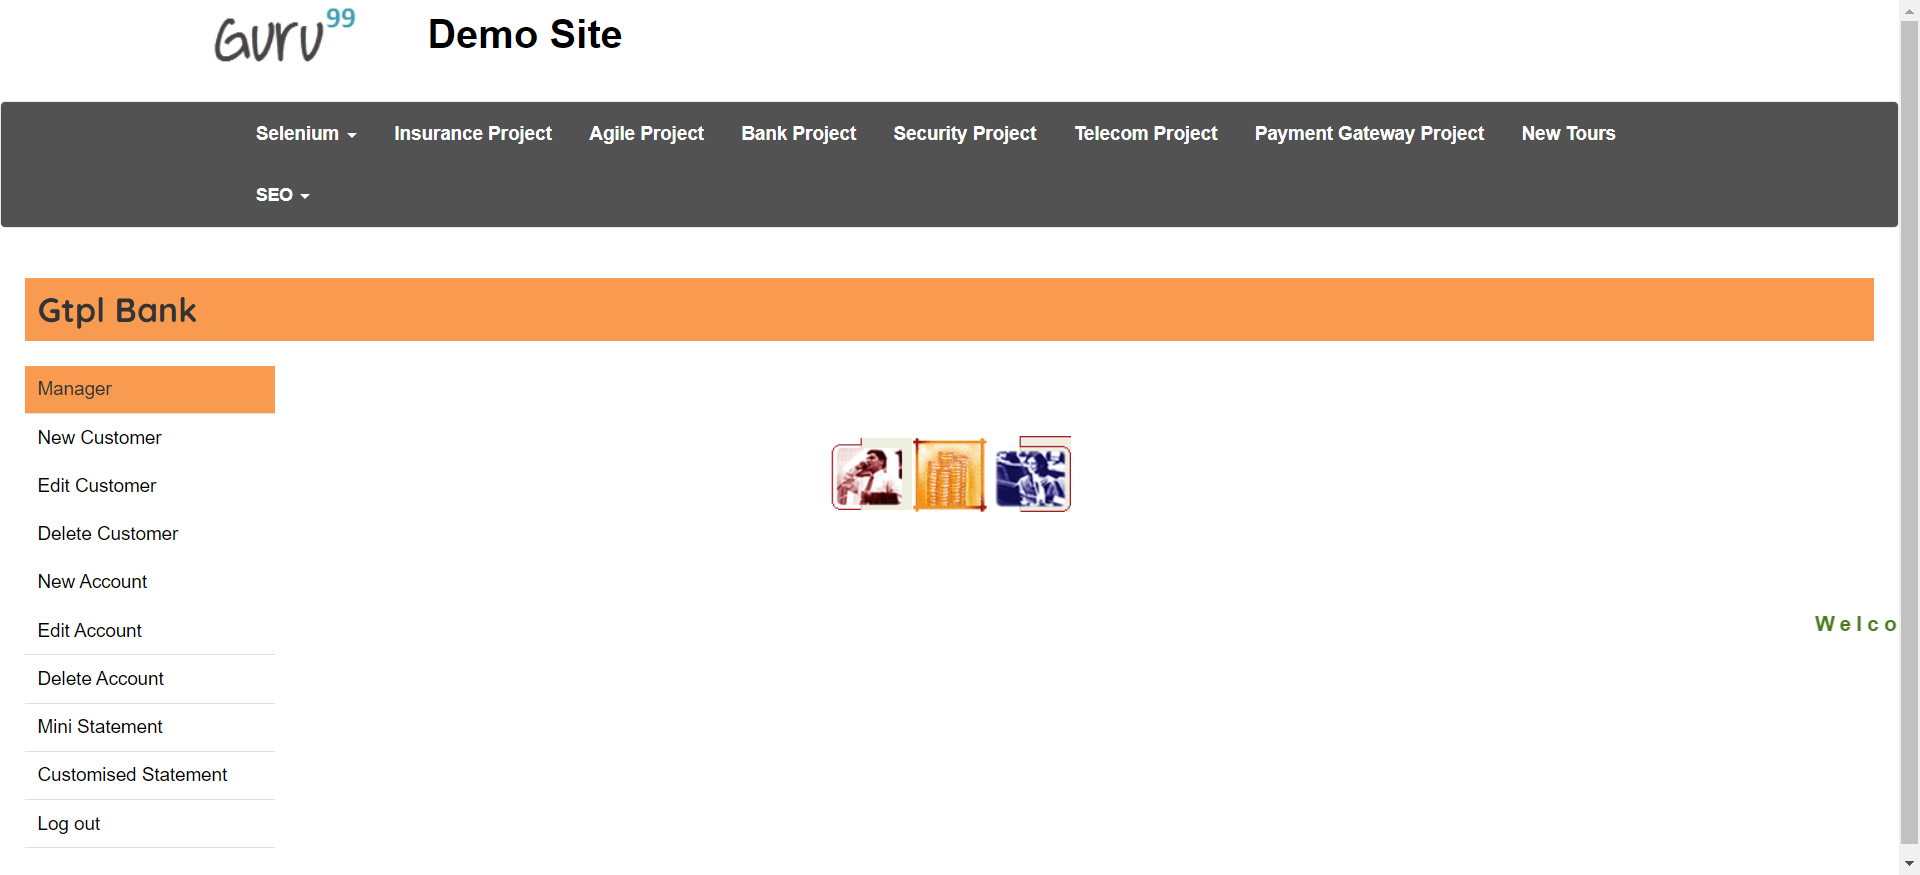 Guru99 Demo Site
Selenium Insurance Project Agile Project Bank Project Security Project Telecom Project Payment Gateway Project New Tours
SEO
Gtpl Bank
Manager
New Customer
Edit Customer
Delete Customer
New Account
Edit Account
Delete Account
Mini Statement
Customised Statement
Log out
Welco